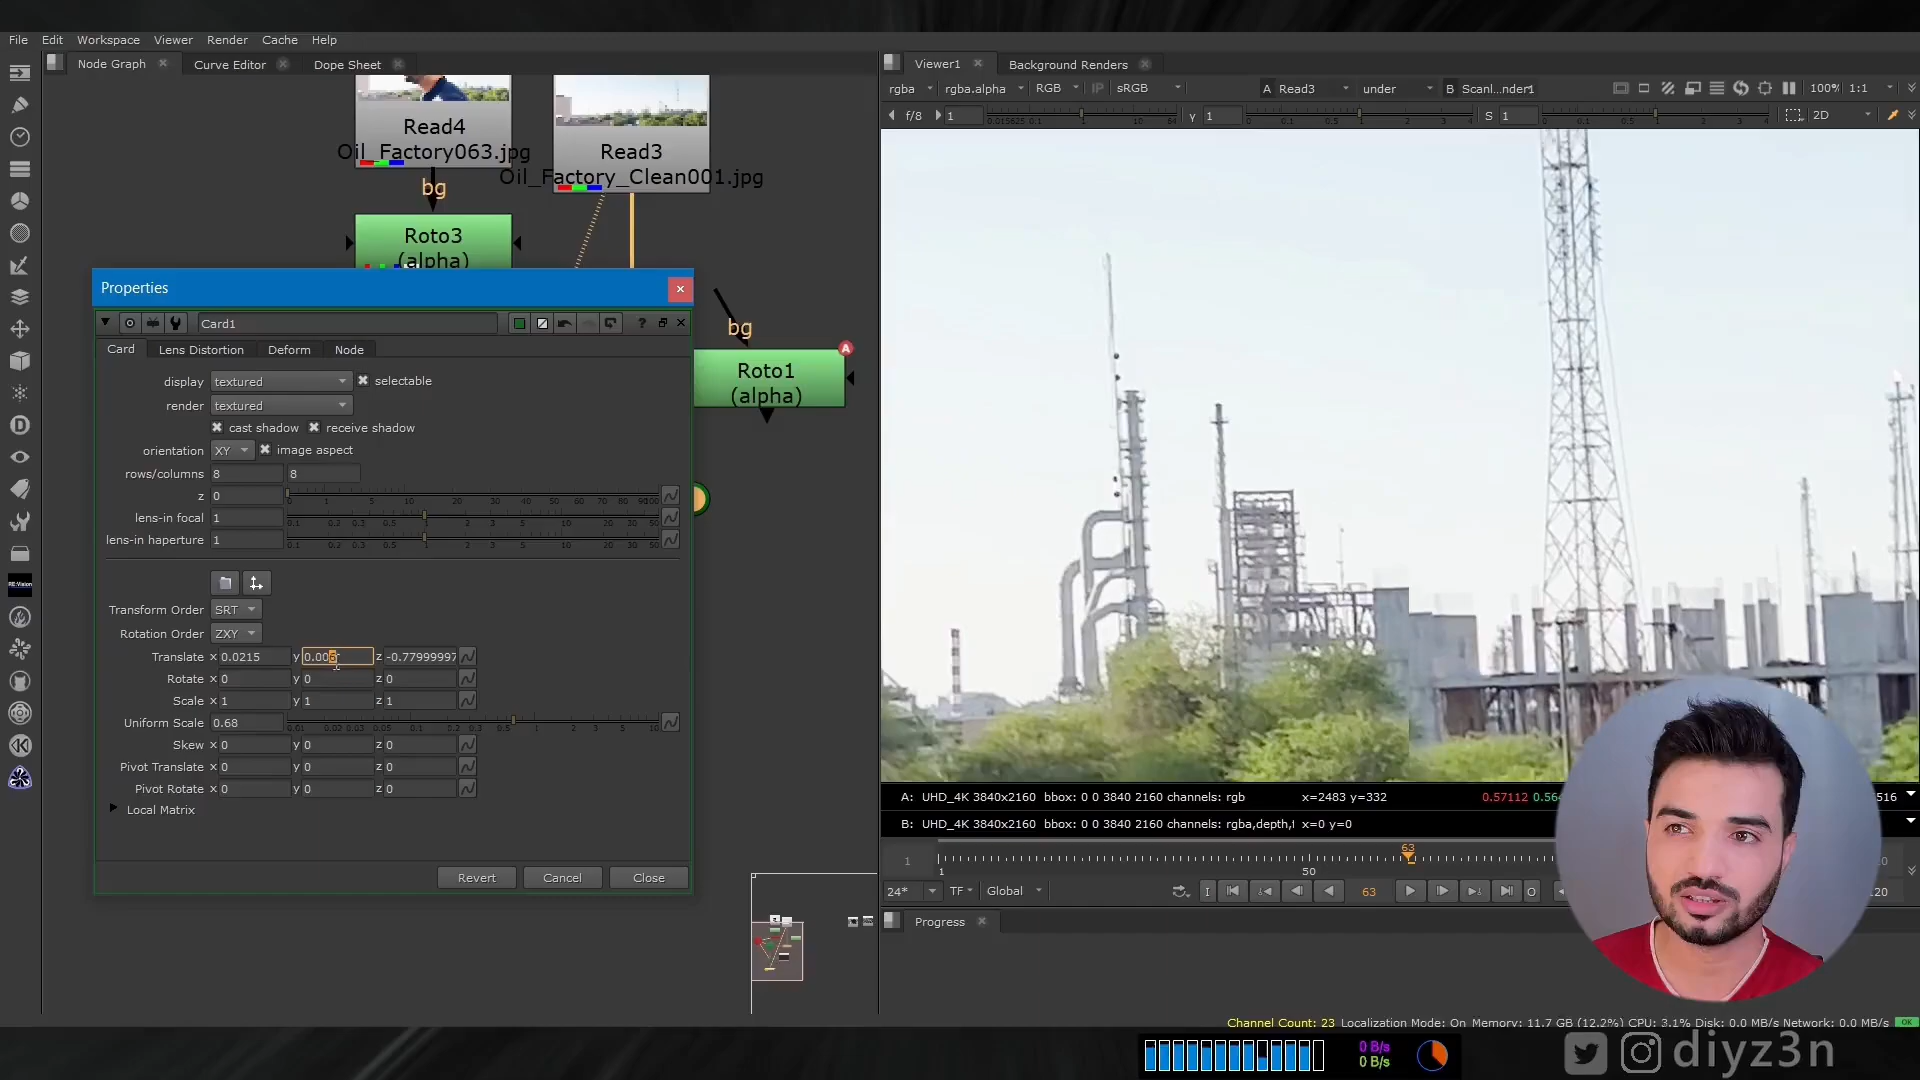 File Edit Workspace Viewer Render Cache Help
Node Graph Curve Editor Dope Sheet
Viewer1 Background Renders
rgba rgba.alpha RGB IP sRGB A Read3 under B Scanl...nder1 100% 1:1
f/8 1 Y 1 S 1 2D
Read4
Oil_Factory063.jpg
Read3
Oil_Factory_Clean001.jpg
bg
Roto3
(alpha)
bg
A
Roto1
(alpha)
Properties
Card1 ?
Card Lens Distortion Deform Node
display textured selectable
render textured
cast shadow receive shadow
orientation XY image aspect
rows/columns 8 8
z 0
lens-in focal 1
lens-in haperture 1
Transform Order SRT
Rotation Order ZXY
Translate x 0.0215 y z -0.77999997
Rotate x 0 y 0 z 0
Scale x 1 y 1 z 1
Uniform Scale 0.68
Skew x 0 y 0 z 0
Pivot Translate x 0 y 0 z 0
Pivot Rotate x 0 y 0 z 0
Local Matrix
Revert Cancel Close
A: UHD_4K 3840x2160 bbox: 0 0 3840 2160 channels: rgb x=2483 y=332 0.57112 516
B: UHD_4K 3840x2160 bbox: 0 0 3840 2160 channels: rgba,depth, x=0 y=0
1 1 50 63
24* TF Global I 63 O 120
Progress
Channel Count: 23 Localization Mode: On Memory: 11.7 GB (12.2%) CPU: 3.1% Disk: 0.0 MB/s Network: 0.0 MB/s OK
0 B/s
0 B/s
diyz3n